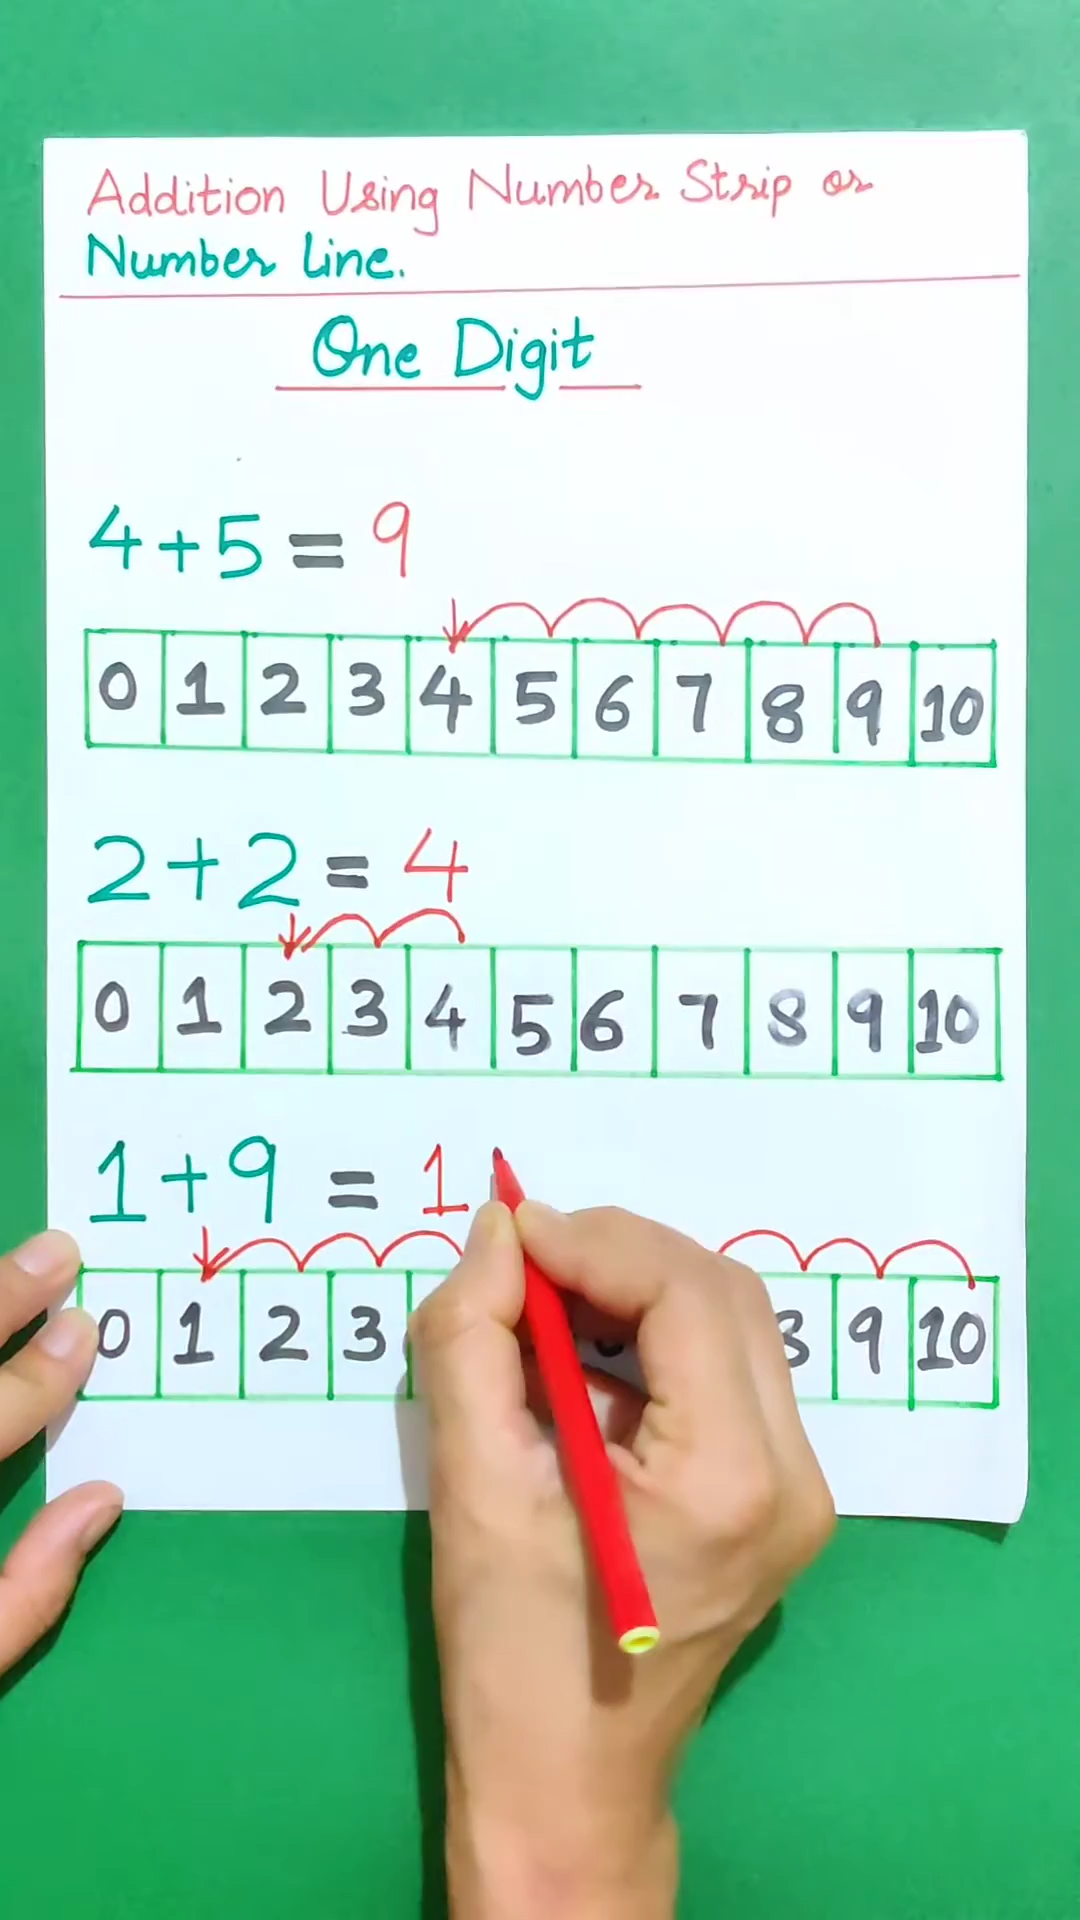 Addition Using Number Strip or
Number Line.
One Digit
4+5=9
0 1 2 3 4 5 6 7 8 9 10
2+2=4
0 1 2 3 4 5 6 7 8 9 10
1+9=1
0 1 2 3 8 9 10